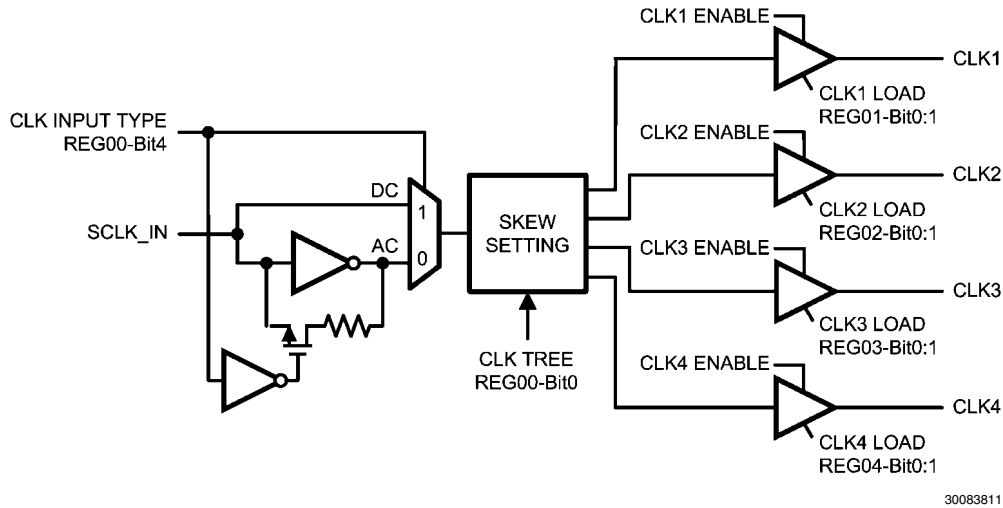 CLK1 ENABLE
CLK1
CLK1 LOAD
REG01-Bit0:1
CLK INPUT TYPE
REG00-Bit4
CLK2 ENABLE
CLK2
CLK2 LOAD
REG02-Bit0:1
DC
1
SCLK_IN
AC
0
SKEW
SETTING
CLK3 ENABLE
CLK3
CLK3 LOAD
REG03-Bit0:1
CLK TREE
REG00-Bit0
CLK4 ENABLE
CLK4
CLK4 LOAD
REG04-Bit0:1
30083811